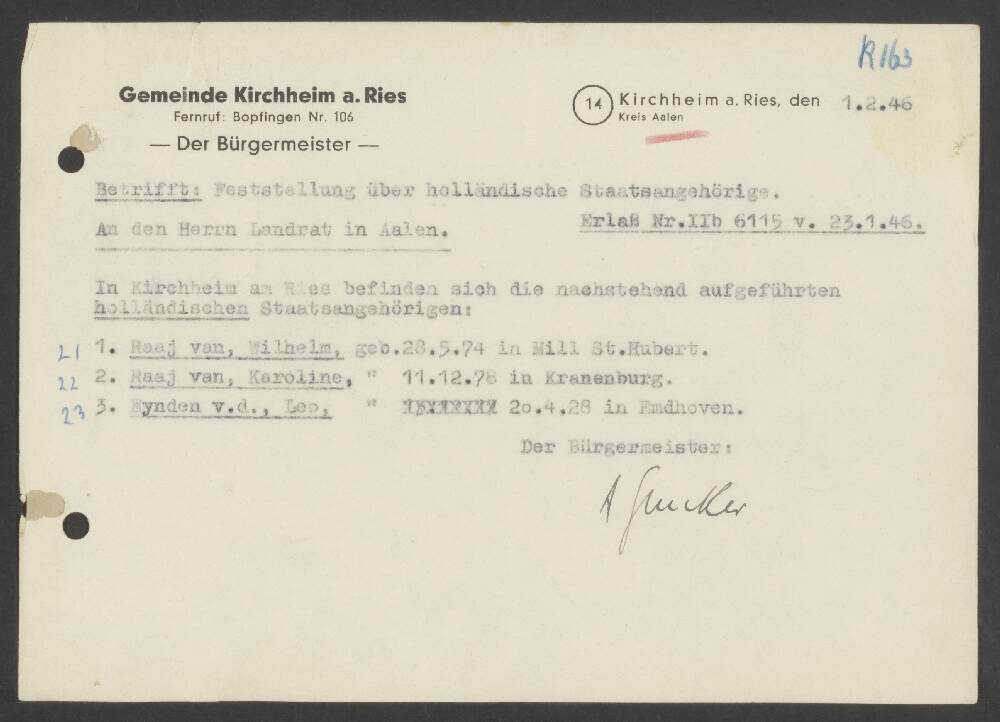 R163
Gemeinde Kirchheim a. Ries
Fernruf: Bopfingen Nr. 106
— Der Bürgermeister —
14 Kirchheim a. Ries, den 1.2.46
Kreis Aalen
Betrifft: Feststellung über holländische Staatsangehörige.
Erlaß Nr.IIb 6115 v. 23.1.46.
An den Herrn Landrat in Aalen.
In Kirchheim am Ries befinden sich die nachstehend aufgeführten
holländischen Staatsangehörigen:
21 1. Raaj van, Wilhelm, geb.28.5.74 in Mill St.Hubert.
22 2. Raaj van, Karoline, " 11.12.78 in Kranenburg.
23 3. Eynden v.d., Leo, " 20.4.28 in Emdhoven.
Der Bürgermeister: